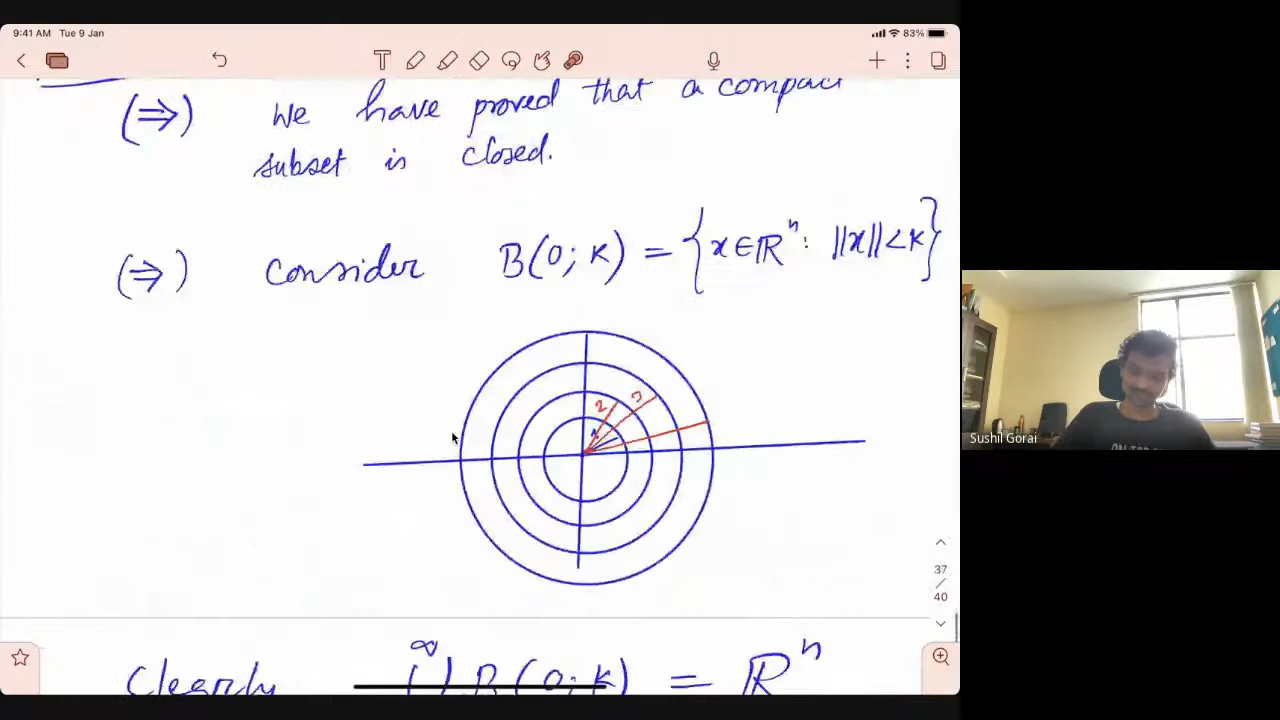 9:41 AM Tue 9 Jan 83%
(⇒) We have proved that a compact
subset is closed.
(⇒) Consider B(0; k) = {x∈ℝⁿ : ||x|| < k}
2 3
1
Sushil Gorai
37
/
40
Clearly ∞ ⋃ B(0; k) = ℝⁿ